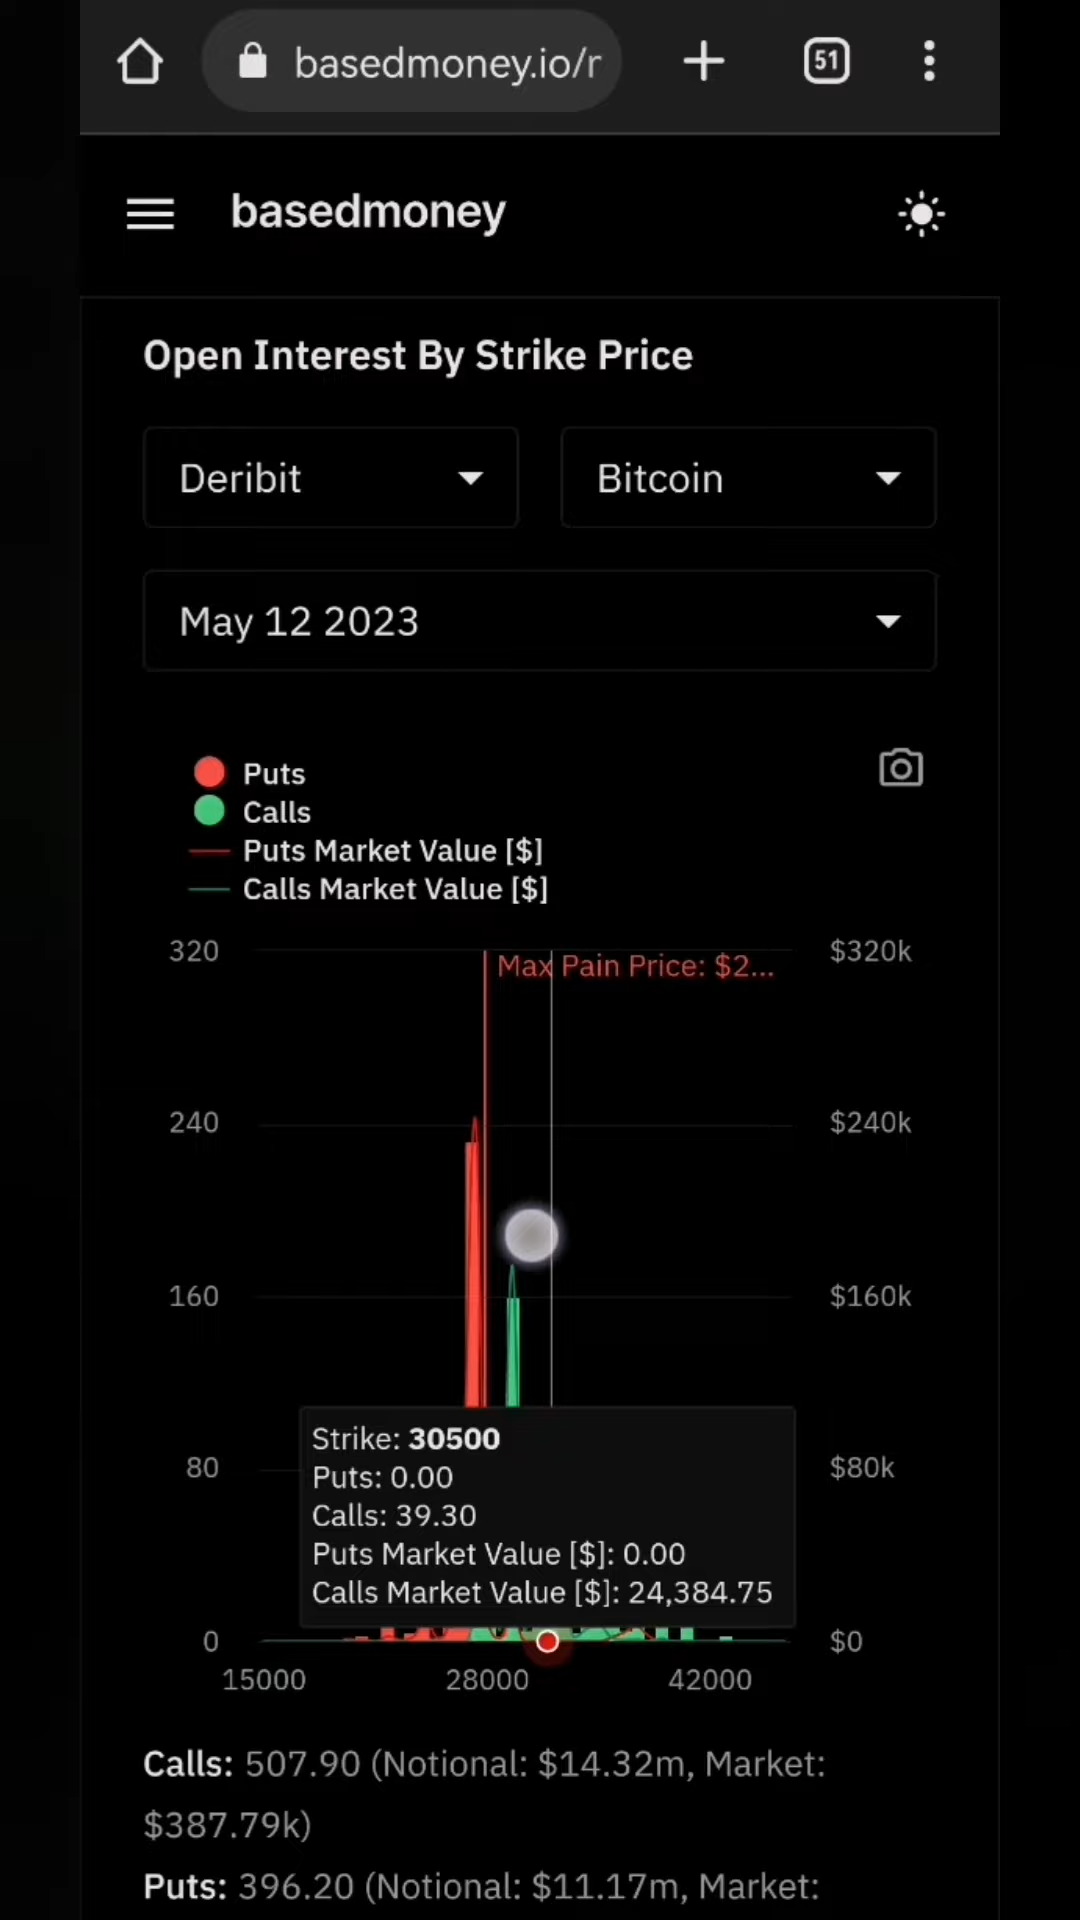 basedmoney.io/r
51
basedmoney
Open Interest By Strike Price
Deribit
Bitcoin
May 12 2023
Puts
Calls
Puts Market Value [$]
Calls Market Value [$]
320
Max Pain Price: $2...
$320k
240
$240k
160
$160k
80
$80k
Strike: 30500
Puts: 0.00
Calls: 39.30
Puts Market Value [$]: 0.00
Calls Market Value [$]: 24,384.75
0
$0
15000
28000
42000
Calls: 507.90 (Notional: $14.32m, Market:
$387.79k)
Puts: 396.20 (Notional: $11.17m, Market: